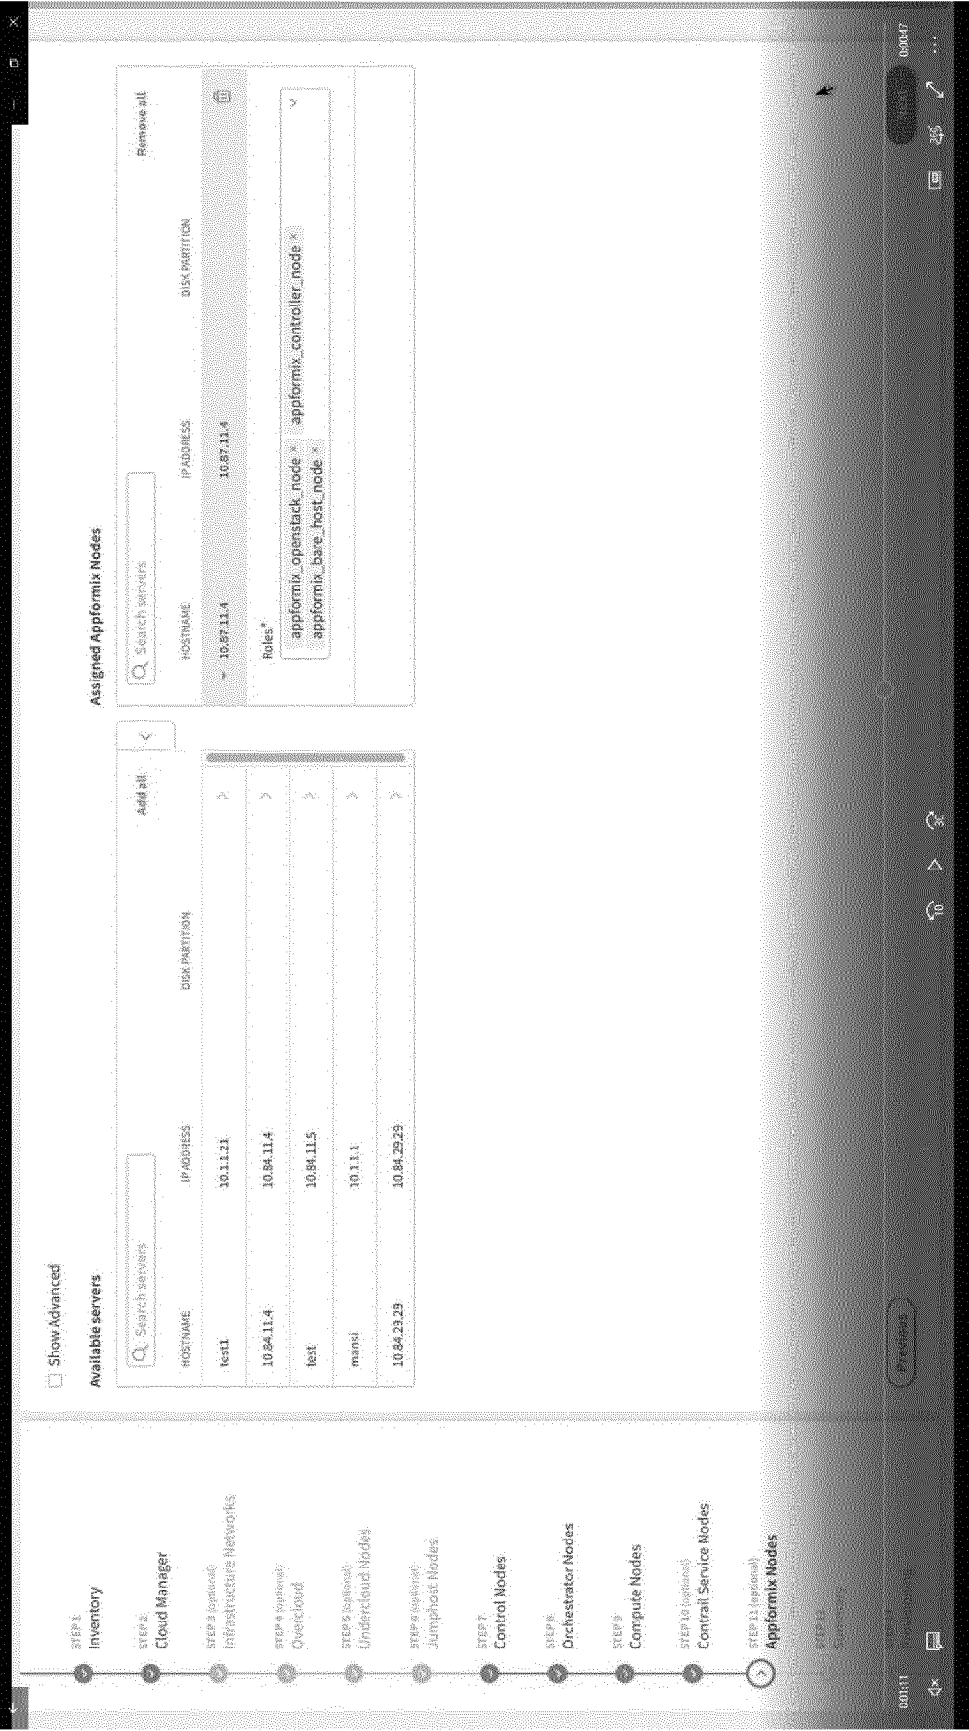 STEP 1
Inventory
STEP 2
Cloud Manager
STEP 3 (optional)
Infrastructure Networks
STEP 4 (optional)
Overcloud
STEP 5 (optional)
Undercloud Nodes
STEP 6 (optional)
Jumphost Nodes
STEP 7
Control Nodes
STEP 8
Orchestrator Nodes
STEP 9
Compute Nodes
STEP 10 (optional)
Contrail Service Nodes
STEP 11 (optional)
Appformix Nodes
Show Advanced
Available servers
Search servers
Add all
HOSTNAME IP ADDRESS DISK PARTITION
test1 10.1.1.21
10.84.11.4 10.84.11.4
test 10.84.11.5
mansi 10.1.1.1
10.84.29.29 10.84.29.29
Assigned Appformix Nodes
Search servers
Remove all
HOSTNAME IP ADDRESS DISK PARTITION
10.87.11.4 10.87.11.4
Roles*
appformix_openstack_node × appformix_controller_node ×
appformix_bare_host_node ×
Previous
0:01:11
0:00:47
10
30